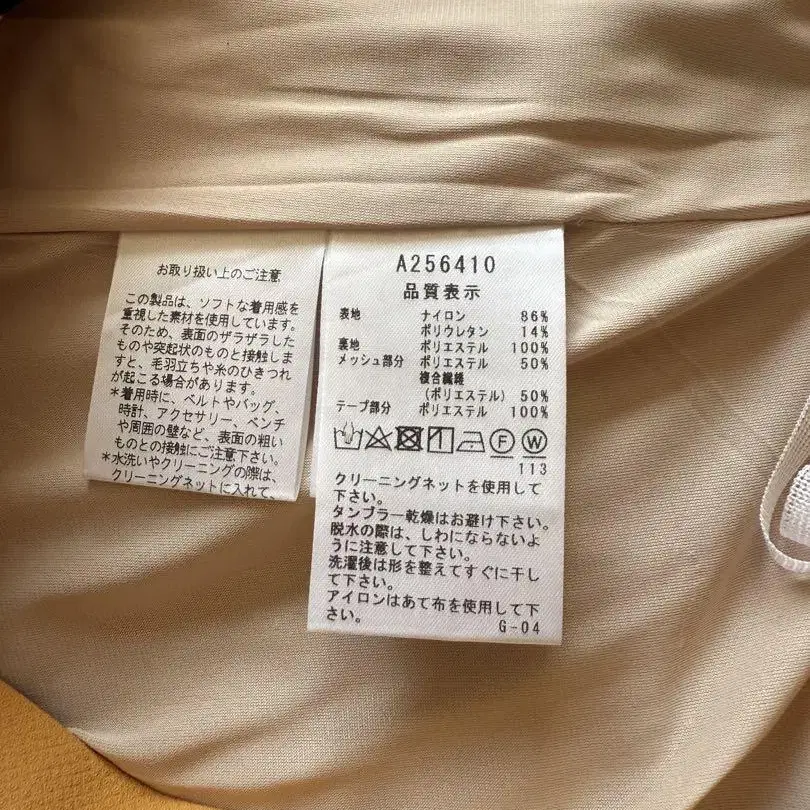 お取り扱い上のご注意
この製品は、ソフトな着用感を
重視した素材を使用しています。
そのため、表面のザラザラした
ものや突起状のものと接触しま
すと、毛羽立ちや糸のひきつれ
が起こる場合があります。
*着用時に、ベルトやバッグ、
時計、アクセサリー、ベンチ
や周囲の壁など、表面の粗い
ものとの接触にご注意下さい。
*水洗いやクリーニングの際は、
クリーニングネットに入れて、
A256410
品質表示
表地 ナイロン 86%
ポリウレタン 14%
裏地 ポリエステル 100%
メッシュ部分 ポリエステル 50%
複合繊維
(ポリエステル) 50%
テープ部分 ポリエステル 100%
F W
113
クリーニングネットを使用して
下さい。
タンブラー乾燥はお避け下さい。
脱水の際は、しわにならないよ
うに注意して下さい。
洗濯後は形を整えてすぐに干し
て下さい。
アイロンはあて布を使用して下
さい。
G-04